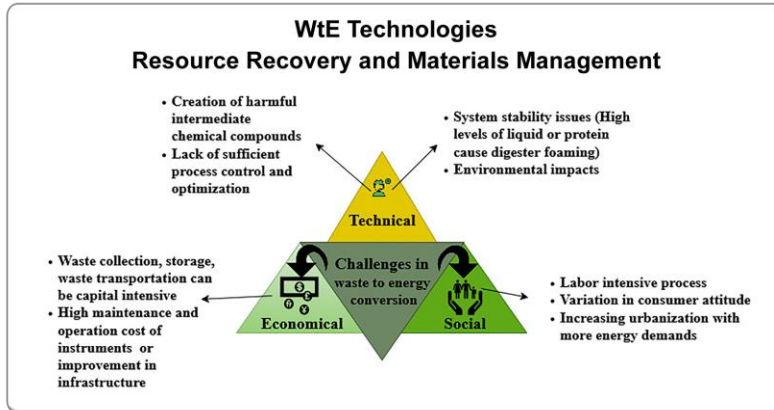 WtE Technologies
Resource Recovery and Materials Management
• Creation of harmful
intermediate
chemical compounds
• Lack of sufficient
process control and
optimization
• System stability issues (High
levels of liquid or protein
cause digester foaming)
• Environmental impacts
Technical
• Waste collection, storage,
waste transportation can
be capital intensive
• High maintenance and
operation cost of
instruments or
improvement in
infrastructure
Challenges in
waste to energy
conversion
Economical
Social
• Labor intensive process
• Variation in consumer attitude
• Increasing urbanization with
more energy demands